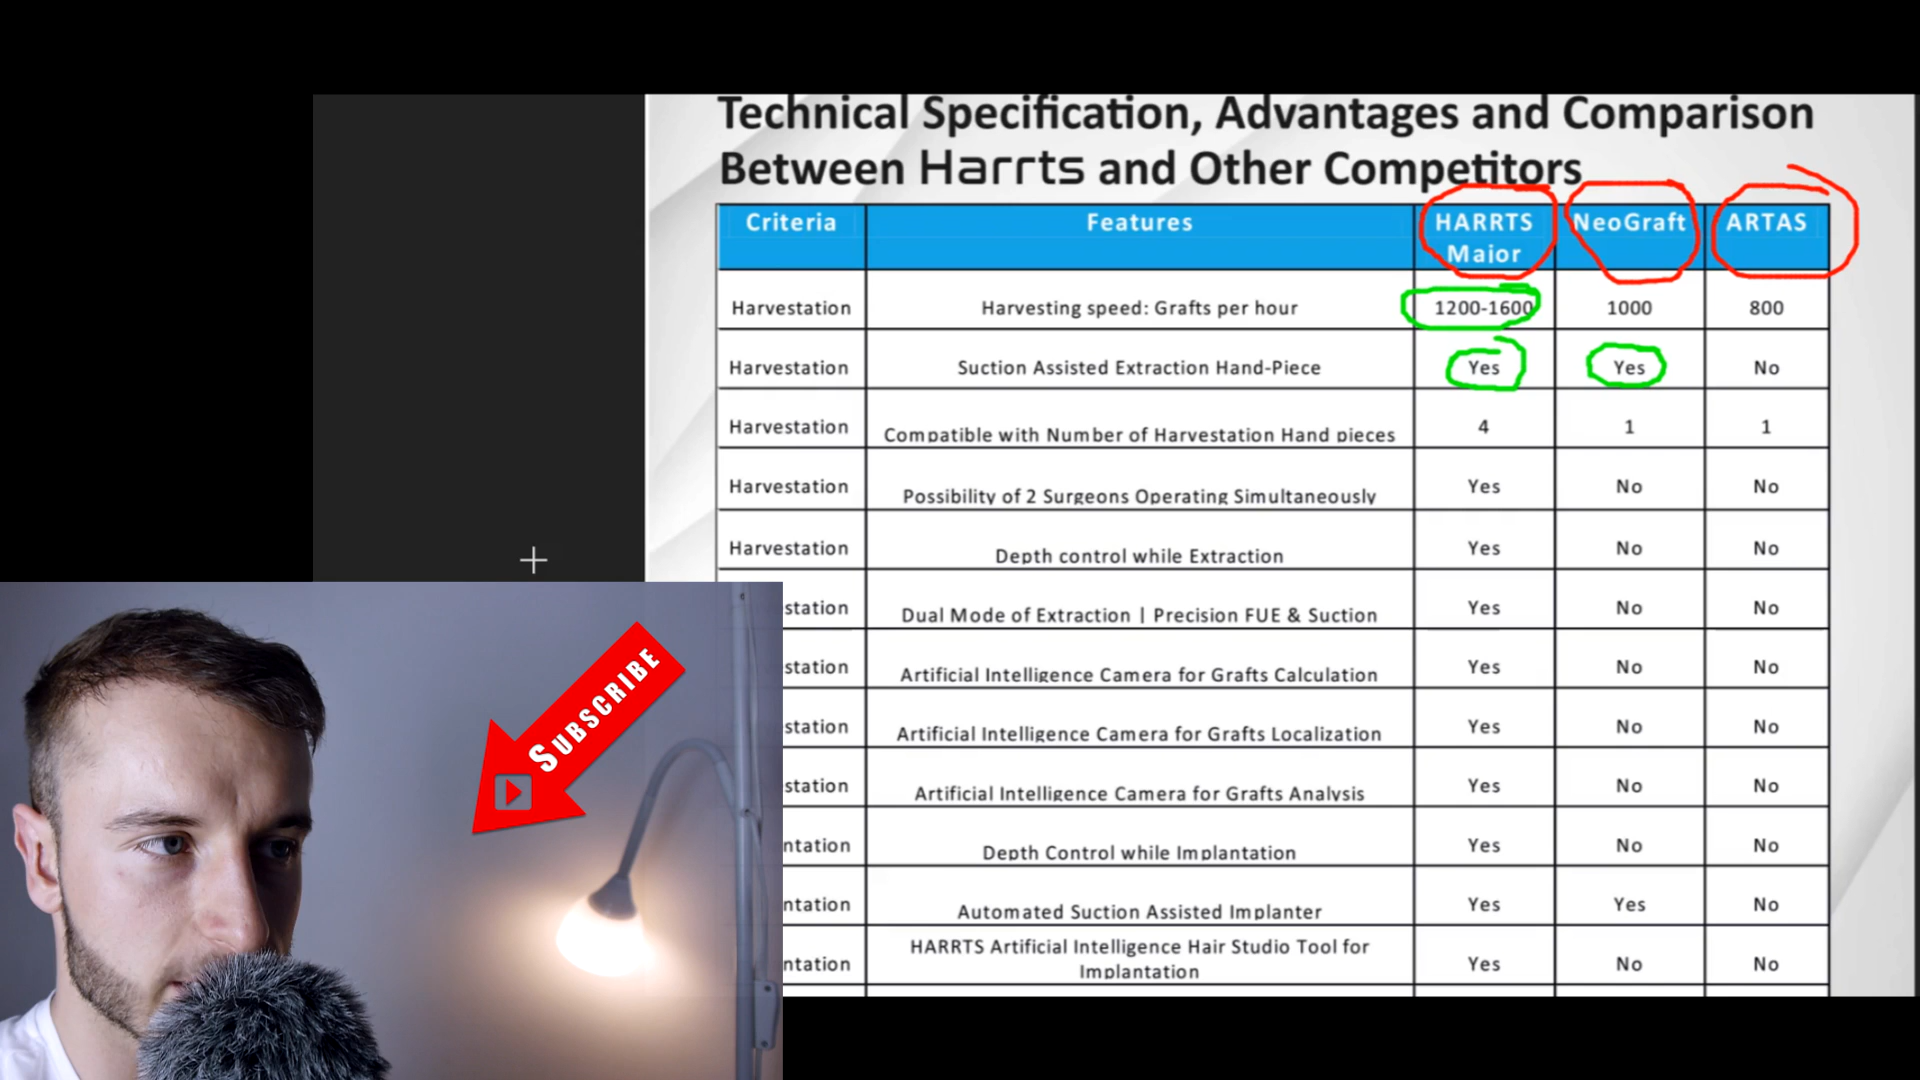 Technical Specification, Advantages and Comparison
Between Harrts and Other Competitors
Criteria Features HARRTS Major NeoGraft ARTAS
Harvestation Harvesting speed: Grafts per hour 1200-1600 1000 800
Harvestation Suction Assisted Extraction Hand-Piece Yes Yes No
Harvestation Compatible with Number of Harvestation Hand pieces 4 1 1
Harvestation Possibility of 2 Surgeons Operating Simultaneously Yes No No
Harvestation Depth control while Extraction Yes No No
station Dual Mode of Extraction | Precision FUE & Suction Yes No No
station Artificial Intelligence Camera for Grafts Calculation Yes No No
station Artificial Intelligence Camera for Grafts Localization Yes No No
station Artificial Intelligence Camera for Grafts Analysis Yes No No
ntation Depth Control while Implantation Yes No No
ntation Automated Suction Assisted Implanter Yes Yes No
ntation HARRTS Artificial Intelligence Hair Studio Tool for Implantation Yes No No
SUBSCRIBE